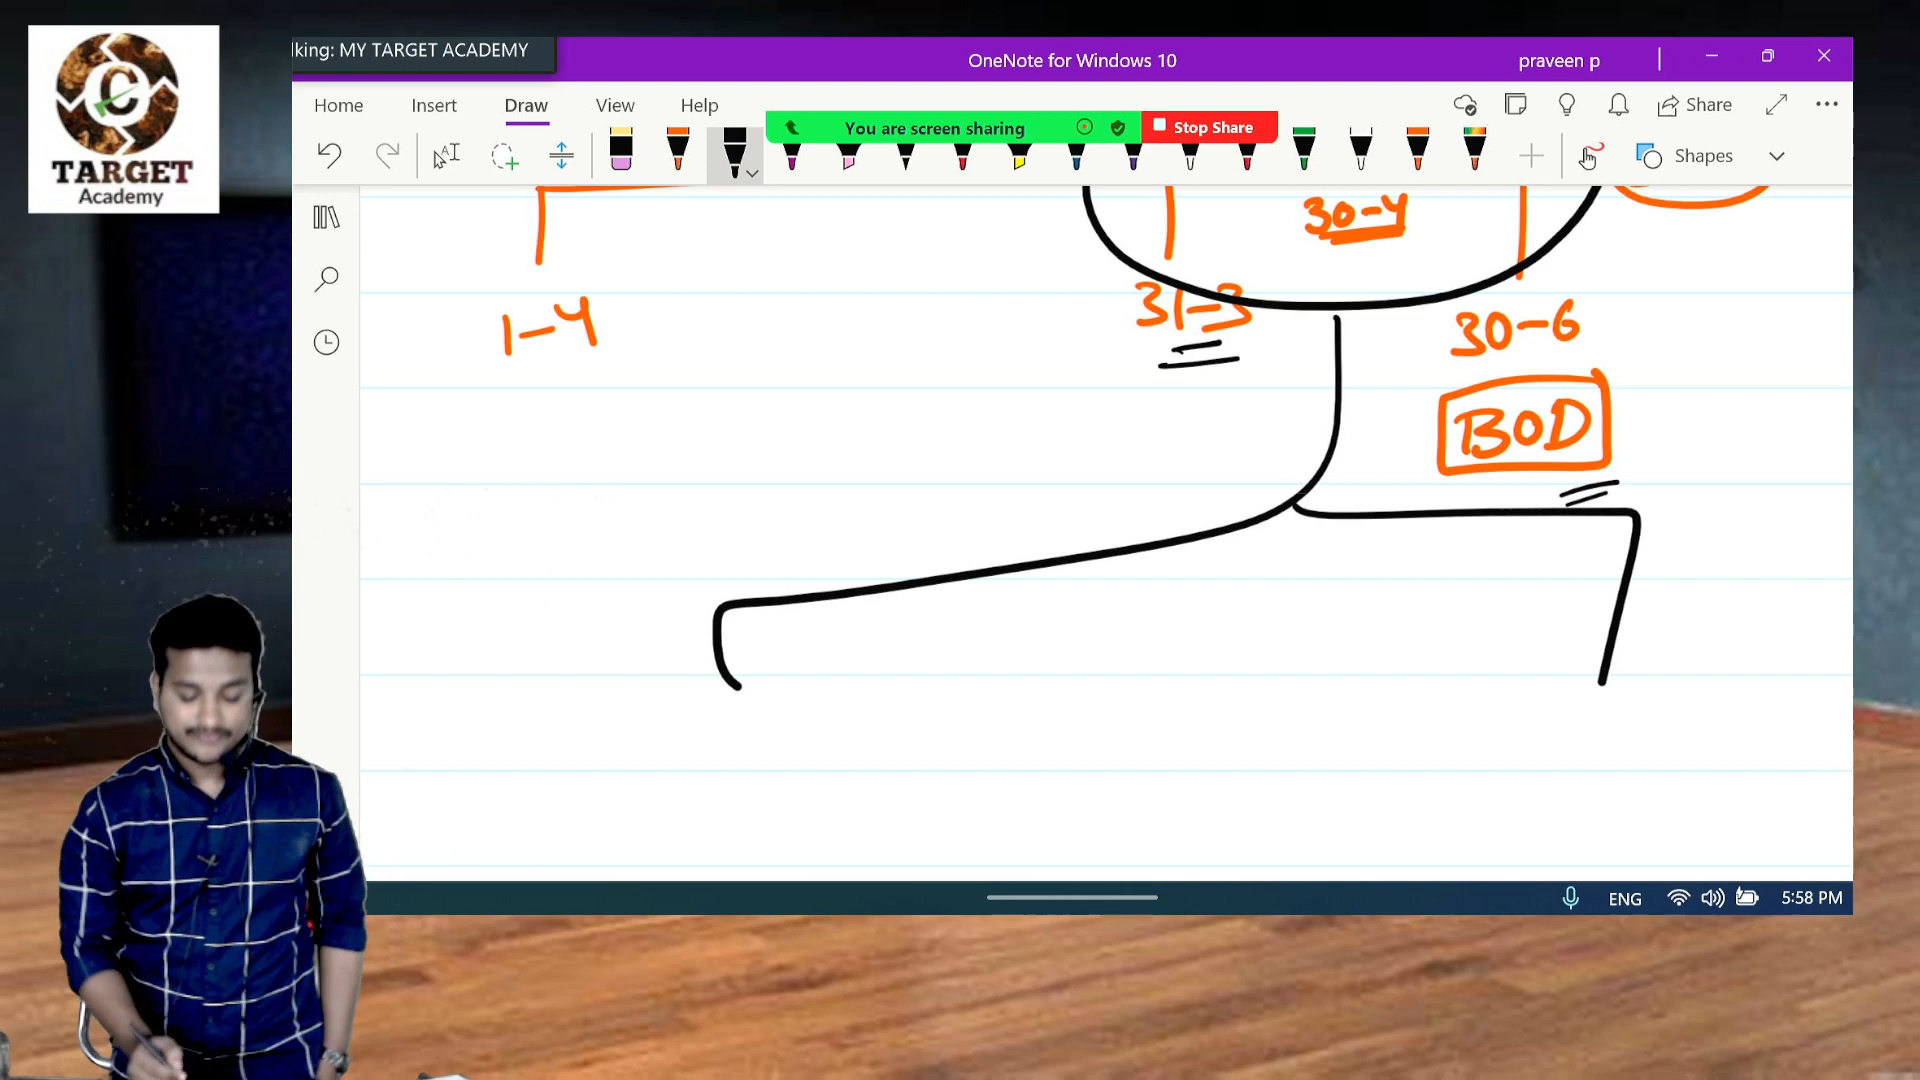 C
TARGET
Academy
lking: MY TARGET ACADEMY
OneNote for Windows 10
praveen p
Home Insert Draw View Help
You are screen sharing
Stop Share
Share
Shapes
30-4
31-3
1-4
30-6
BOD
ENG
5:58 PM